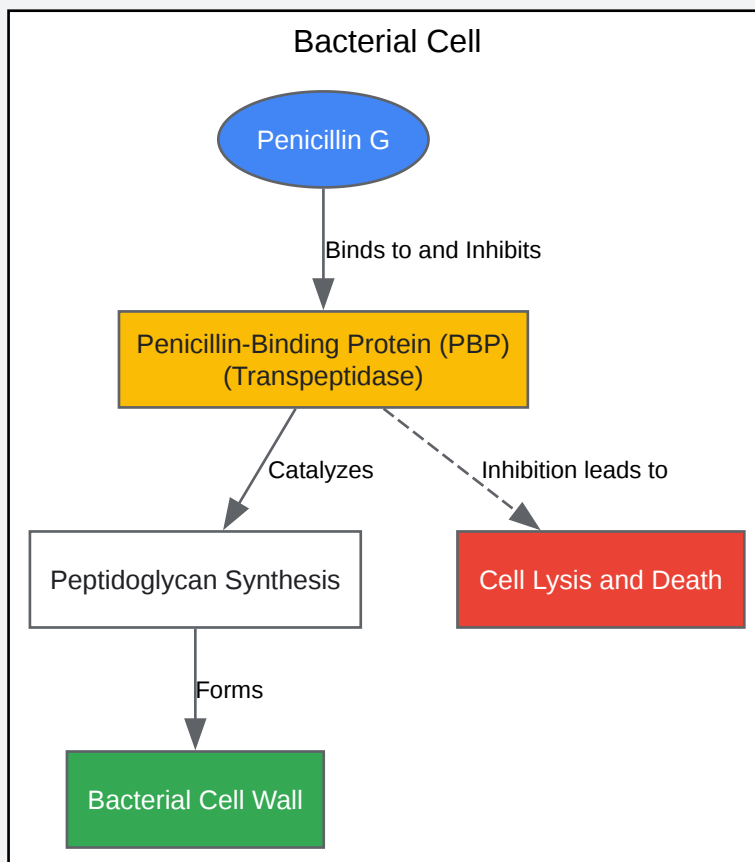 Bacterial Cell
Penicillin G
Binds to and Inhibits
Penicillin-Binding Protein (PBP)
(Transpeptidase)
Catalyzes
Inhibition leads to
Peptidoglycan Synthesis
Cell Lysis and Death
Forms
Bacterial Cell Wall